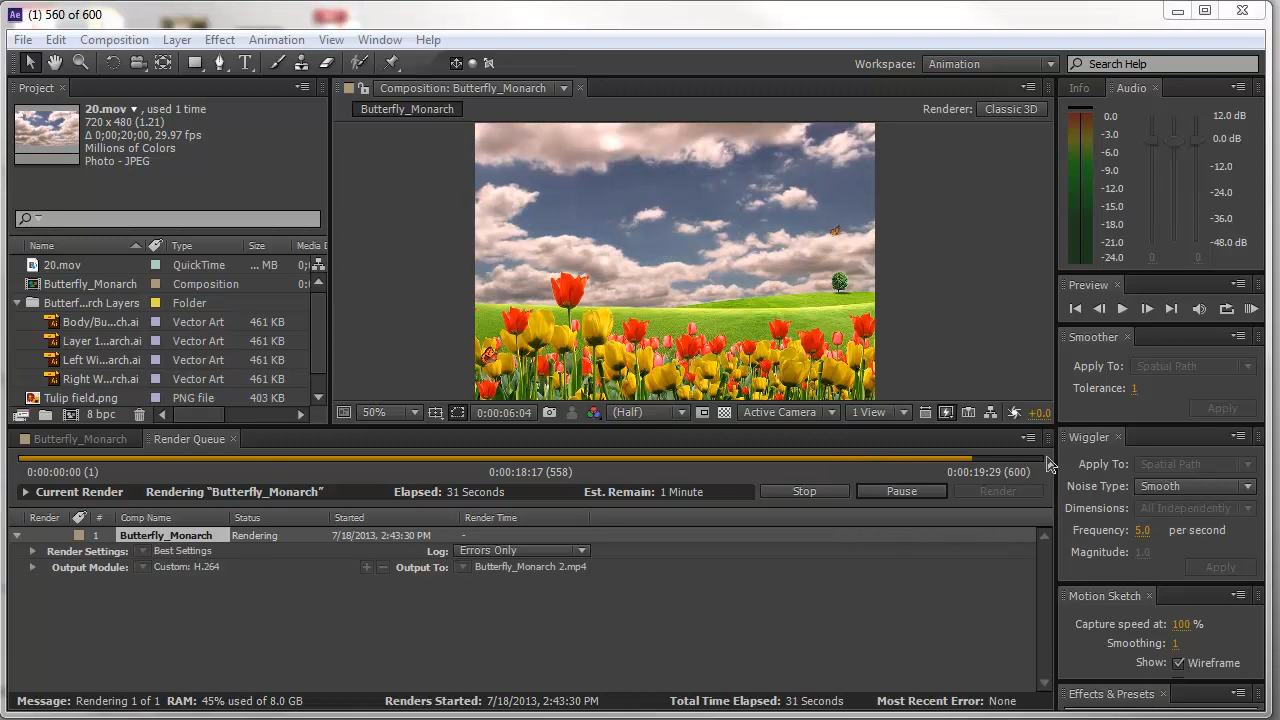 Ae (1) 560 of 600
File Edit Composition Layer Effect Animation View Window Help
Workspace: Animation Search Help
Project
Composition: Butterfly_Monarch
Info Audio
20.mov , used 1 time
720 x 480 (1.21)
Δ 0;00;20;00, 29.97 fps
Millions of Colors
Photo - JPEG
Butterfly_Monarch
Renderer: Classic 3D
0.0 12.0 dB
-3.0 0.0 dB
-6.0
-9.0 -12.0
-12.0 -24.0
-15.0
-18.0 -36.0
-21.0 -48.0 dB
-24.0 0 0
Name Type Size Media D
20.mov QuickTime ... MB 0;
Butterfly_Monarch Composition 0:
Butterf...rch Layers Folder
Body/Bu...ch.ai Vector Art 461 KB
Layer 1...arch.ai Vector Art 461 KB
Left Wi...arch.ai Vector Art 461 KB
Right W...rch.ai Vector Art 461 KB
Tulip field.png PNG file 403 KB
8 bpc
Preview
Smoother
Apply To: Spatial Path
Tolerance: 1
Apply
50% 0:00:06:04 (Half) Active Camera 1 View +0.0
Butterfly_Monarch Render Queue
0:00:00:00 (1) 0:00:18:17 (558) 0:00:19:29 (600)
Current Render Rendering "Butterfly_Monarch" Elapsed: 31 Seconds Est. Remain: 1 Minute Stop Pause Render
Render # Comp Name Status Started Render Time
1 Butterfly_Monarch Rendering 7/18/2013, 2:43:30 PM -
Render Settings: Best Settings Log: Errors Only
Output Module: Custom: H.264 Output To: Butterfly_Monarch 2.mp4
Wiggler
Apply To: Spatial Path
Noise Type: Smooth
Dimensions: All Independently
Frequency: 5.0 per second
Magnitude: 1.0
Apply
Motion Sketch
Capture speed at: 100 %
Smoothing: 1
Show: Wireframe
Effects & Presets
Message: Rendering 1 of 1 RAM: 45% used of 8.0 GB Renders Started: 7/18/2013, 2:43:30 PM Total Time Elapsed: 31 Seconds Most Recent Error: None